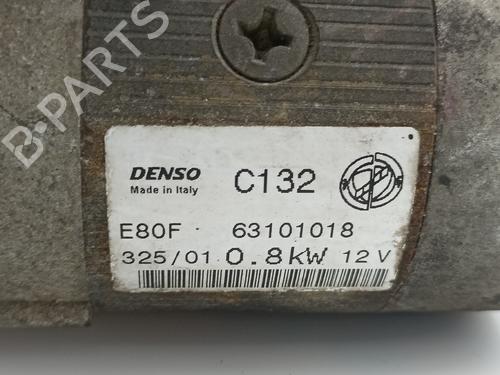 DENSO C132
Made in Italy
E80F 63101018
325/01 0.8kW 12V
B-PARTS